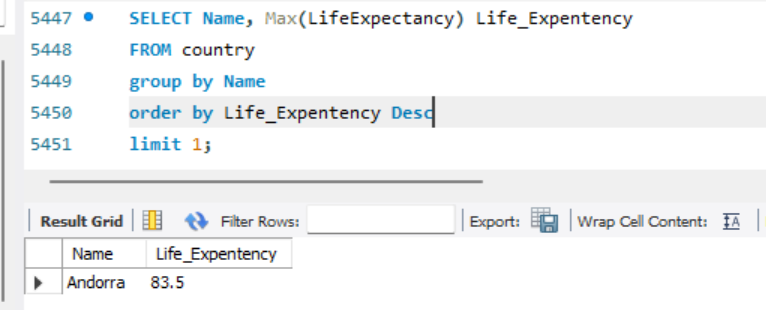 5447 SELECT Name, Max(LifeExpectancy) Life_Expentency
5448 FROM country
5449 group by Name
5450 order by Life_Expentency Desc
5451 limit 1;
Result Grid Filter Rows: Export: Wrap Cell Content:
Name Life_Expentency
Andorra 83.5